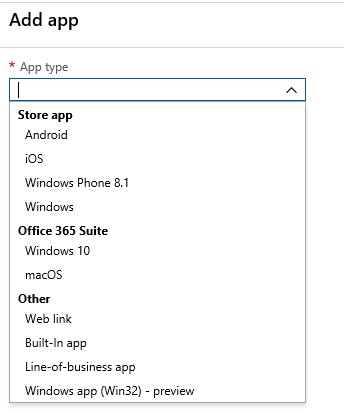 Add app
* App type
Store app
Android
iOS
Windows Phone 8.1
Windows
Office 365 Suite
Windows 10
macOS
Other
Web link
Built-In app
Line-of-business app
Windows app (Win32) - preview